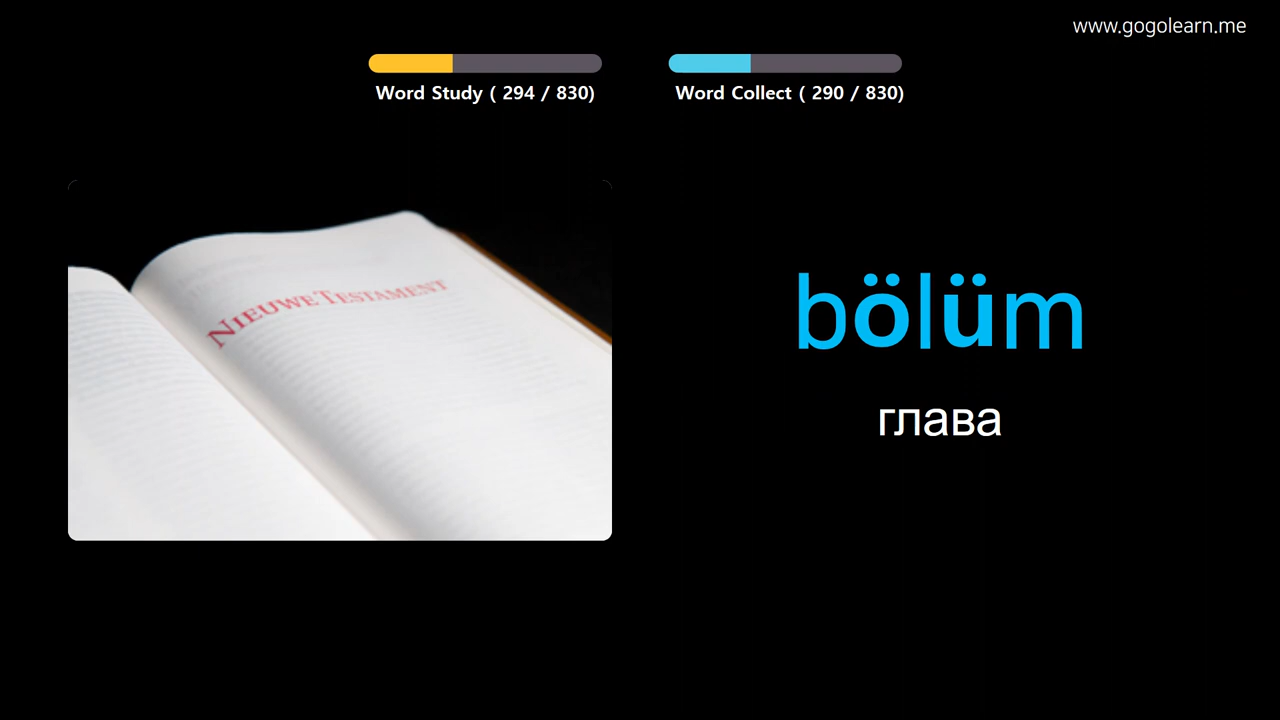 www.gogolearn.me
Word Study ( 294 / 830)
Word Collect ( 290 / 830)
NIEUWE TESTAMENT
bölüm
глава